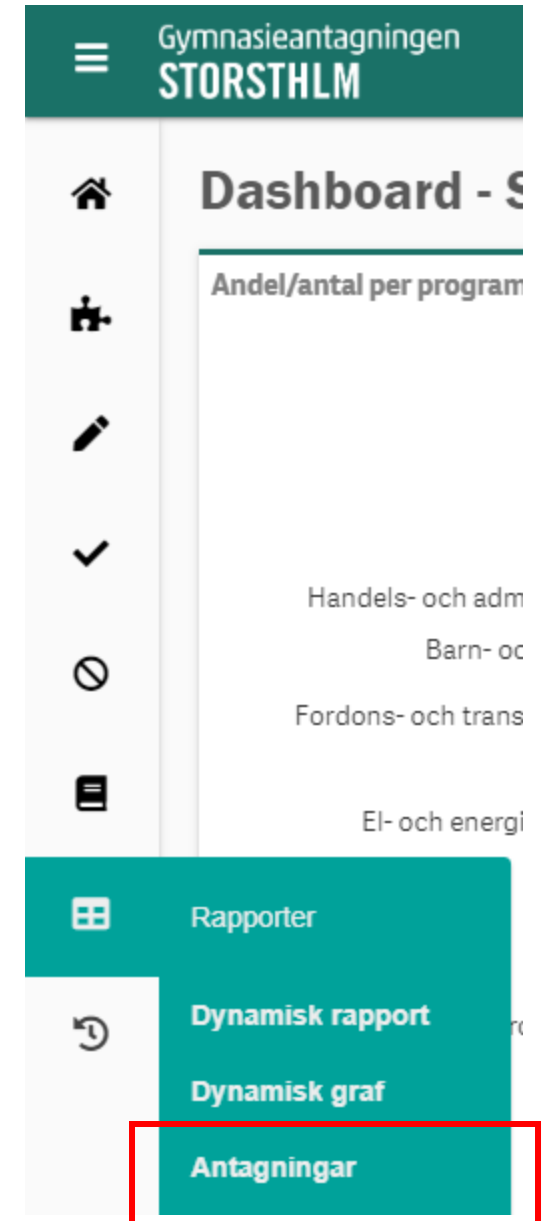 Gymnasieantagningen
STORSTHLM
Dashboard - S
Andel/antal per program
Handels- och adm
Barn- oc
Fordons- och trans
El- och energi
Rapporter
Dynamisk rapport
Dynamisk graf
Antagningar